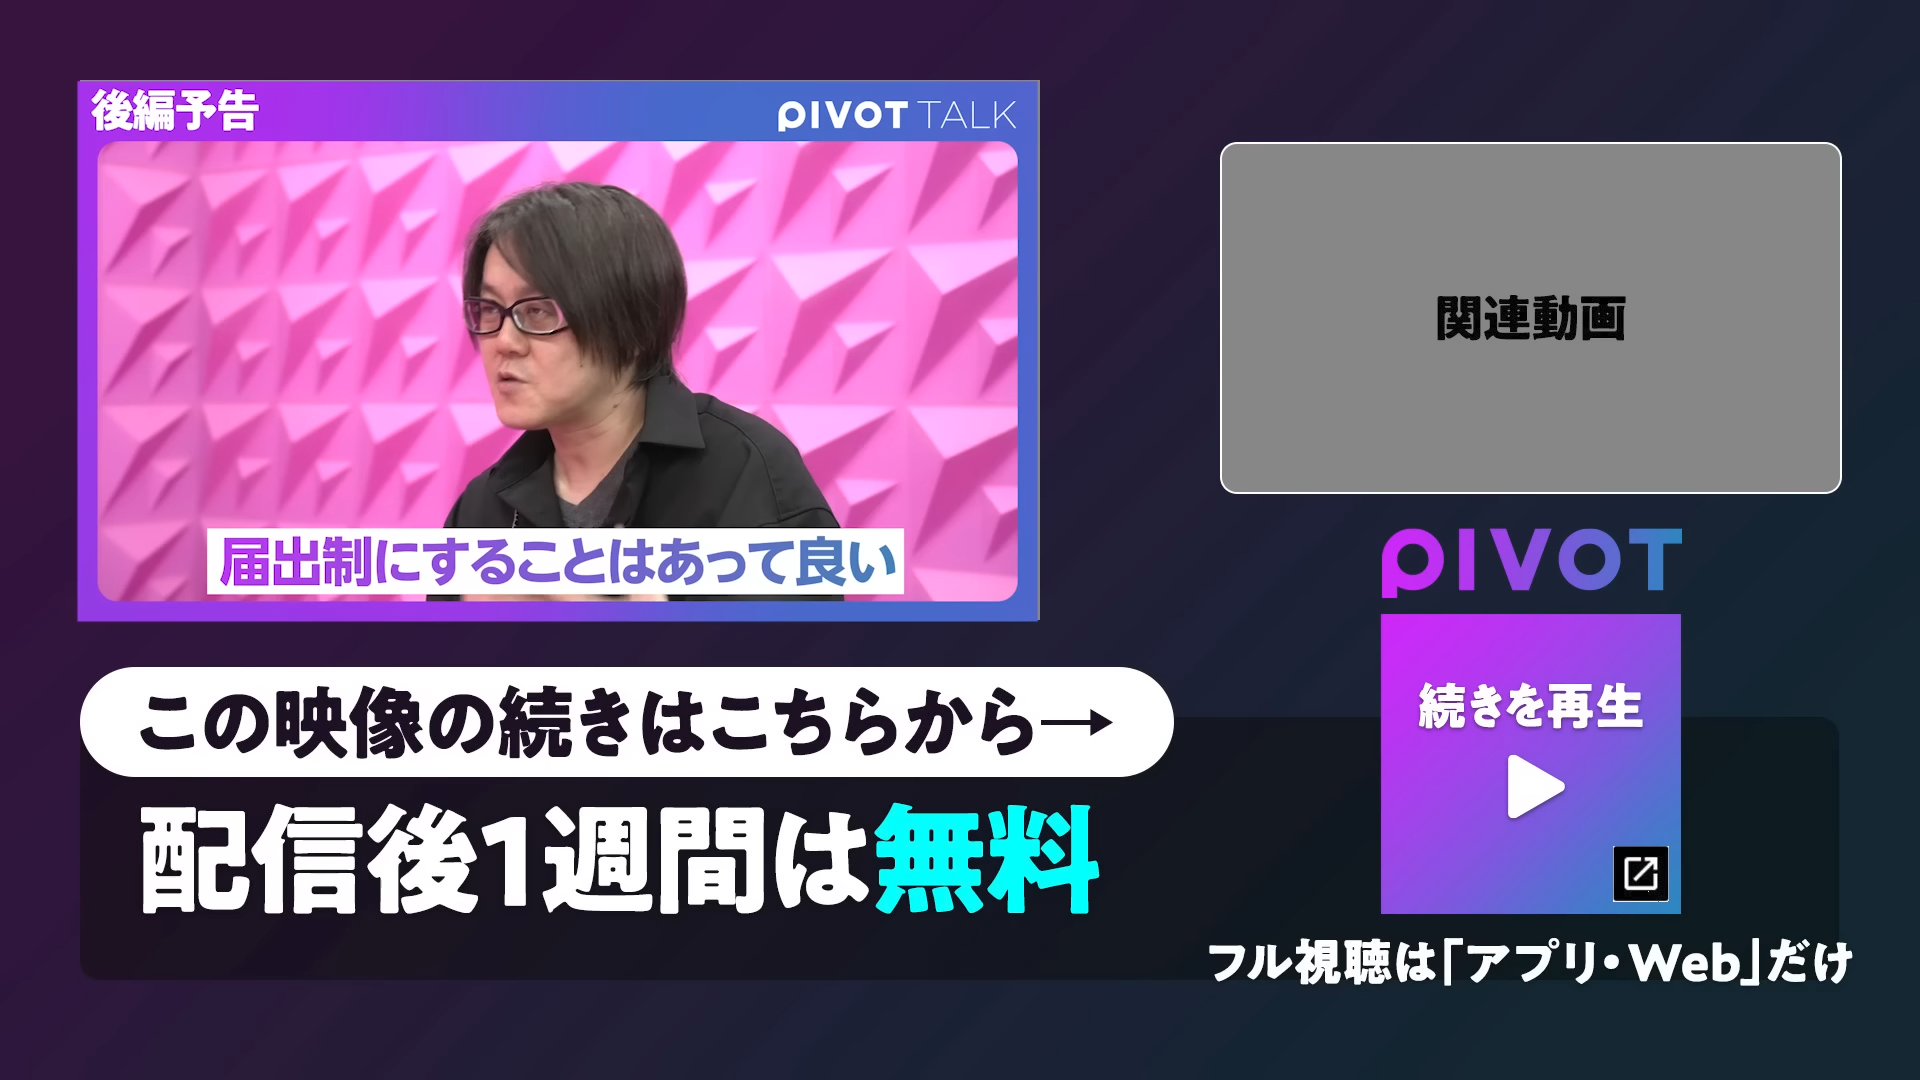 後編予告
PIVOT TALK
届出制にすることはあって良い
関連動画
PIVOT
続きを再生
この映像の続きはこちらから→
配信後1週間は無料
フル視聴は「アプリ・Web」だけ